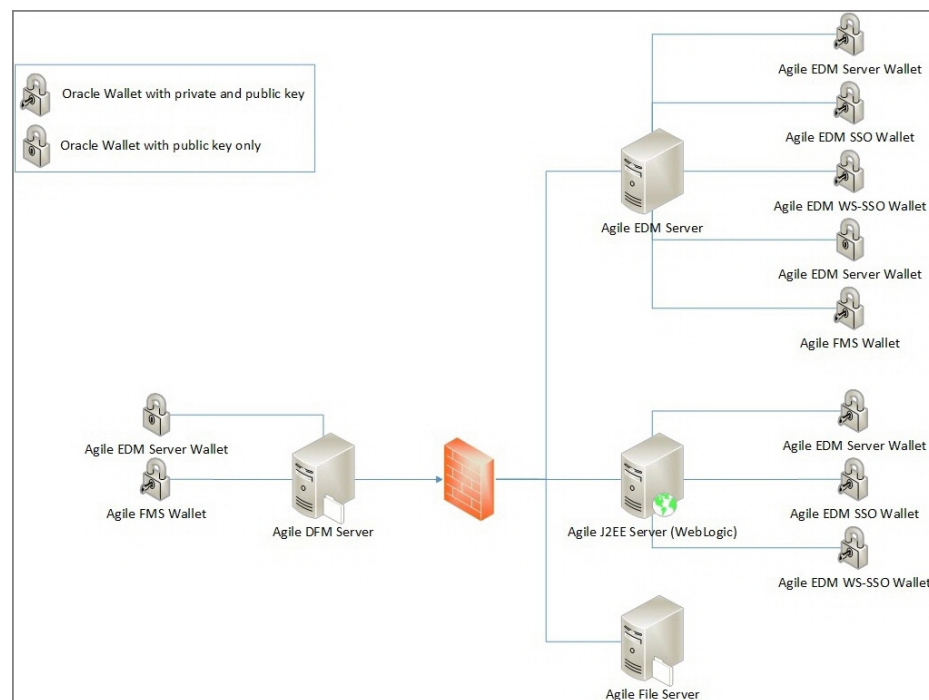 Oracle Wallet with private and public key
Oracle Wallet with public key only
Agile EDM Server Wallet
Agile EDM SSO Wallet
Agile EDM WS-SSO Wallet
Agile EDM Server
Agile EDM Server Wallet
Agile FMS Wallet
Agile EDM Server Wallet
Agile FMS Wallet
Agile DFM Server
Agile EDM Server Wallet
Agile EDM SSO Wallet
Agile J2EE Server (WebLogic)
Agile EDM WS-SSO Wallet
Agile File Server